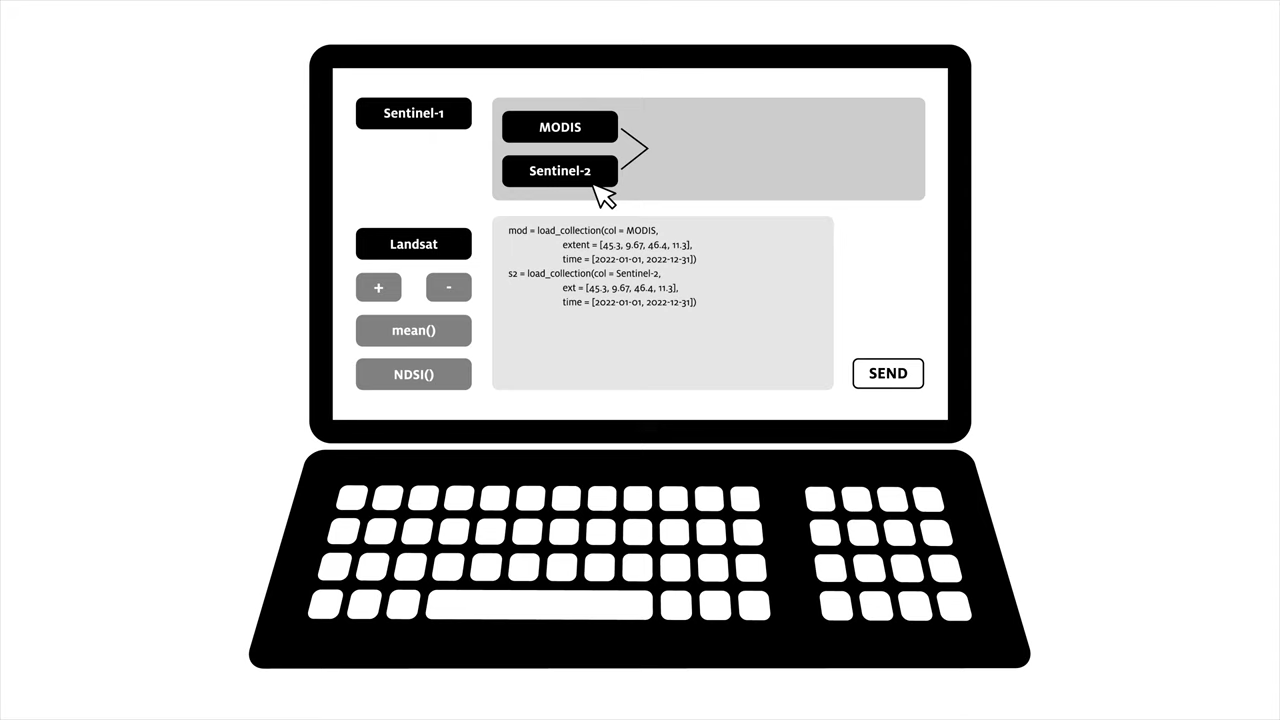 Sentinel-1
MODIS
Sentinel-2
Landsat
+
-
mean()
NDSI()
mod = load_collection(col = MODIS,
extent = [45.3, 9.67, 46.4, 11.3],
time = [2022-01-01, 2022-12-31])
s2 = load_collection(col = Sentinel-2,
ext = [45.3, 9.67, 46.4, 11.3],
time = [2022-01-01, 2022-12-31])
SEND